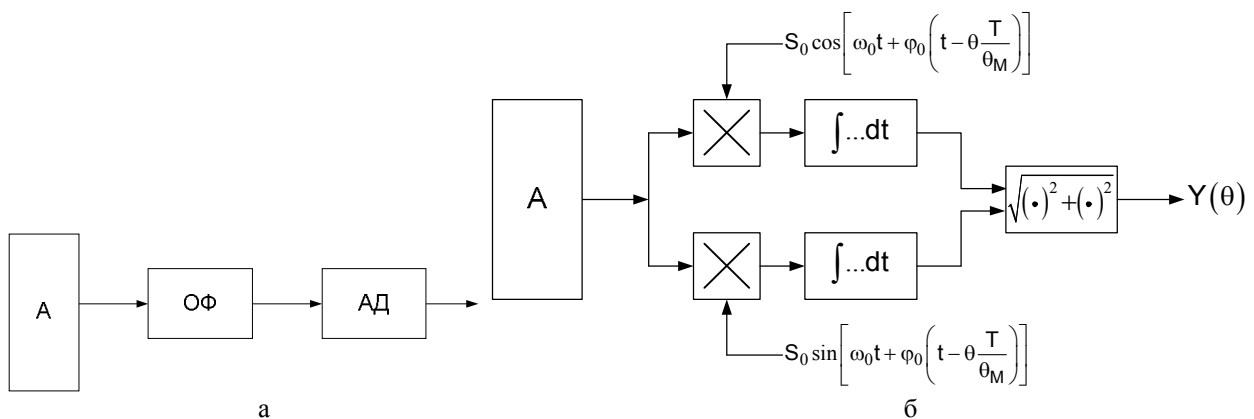 S₀ cos[ω₀t + φ₀(t − θ T/θ_M)]
A
∫...dt
√((•)² + (•)²)
Y(θ)
∫...dt
S₀ sin[ω₀t + φ₀(t − θ T/θ_M)]
А
ОФ
АД
а
б